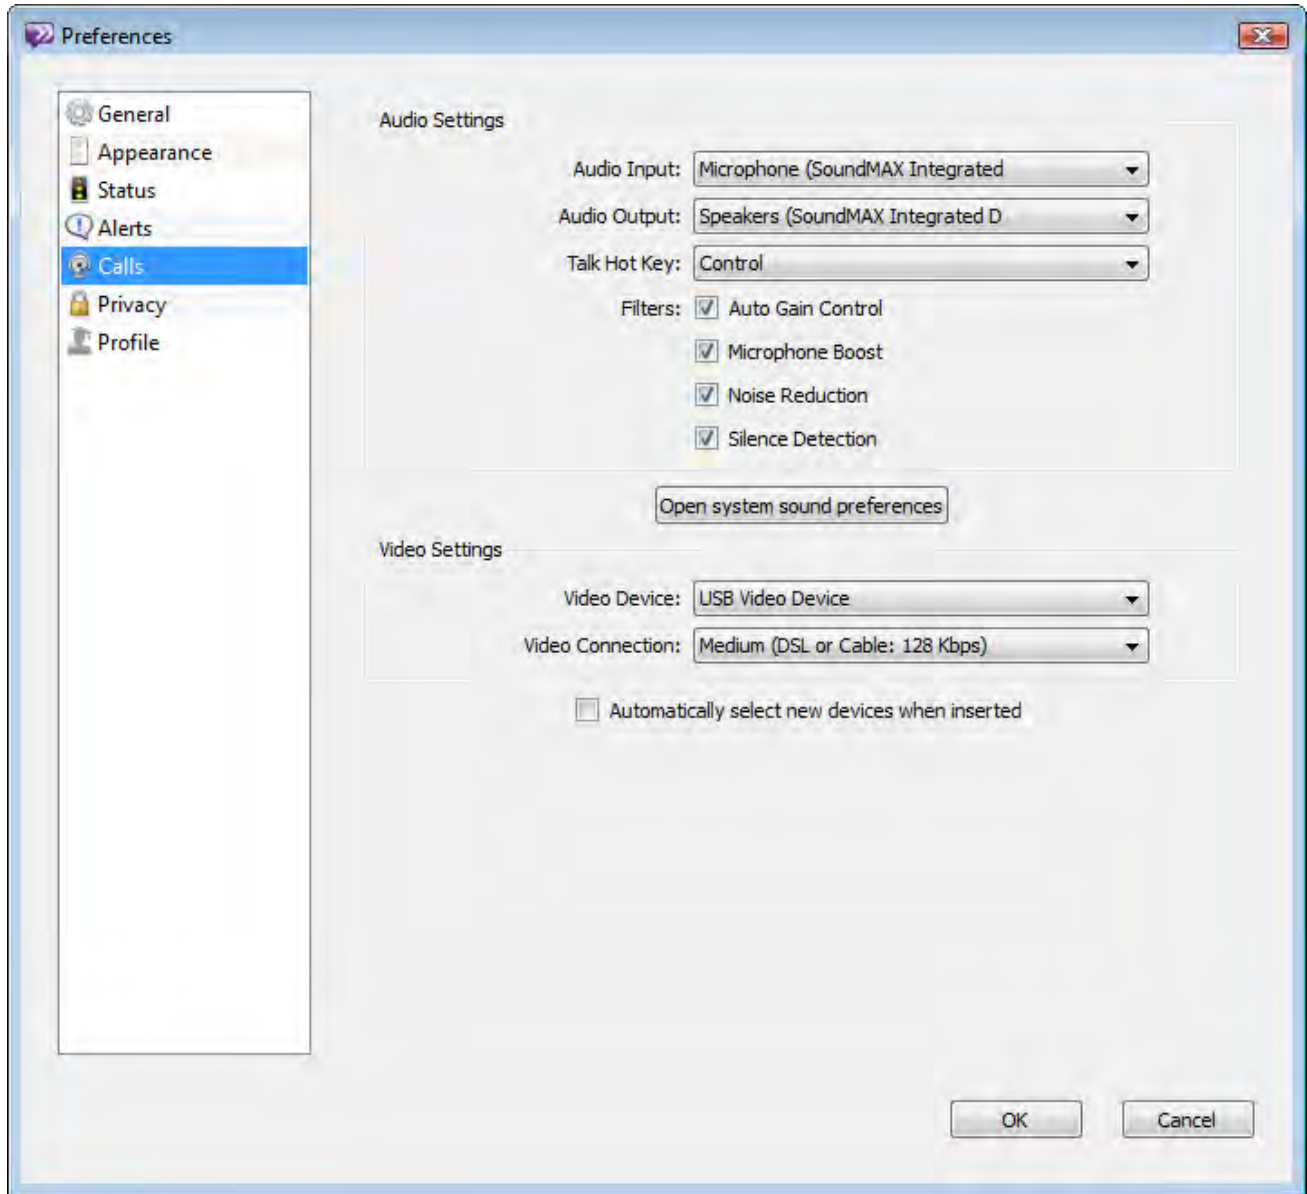 Preferences
General
Appearance
Status
Alerts
Calls
Privacy
Profile
Audio Settings
Audio Input: Microphone (SoundMAX Integrated
Audio Output: Speakers (SoundMAX Integrated D
Talk Hot Key: Control
Filters: Auto Gain Control
Microphone Boost
Noise Reduction
Silence Detection
Open system sound preferences
Video Settings
Video Device: USB Video Device
Video Connection: Medium (DSL or Cable: 128 Kbps)
Automatically select new devices when inserted
OK Cancel